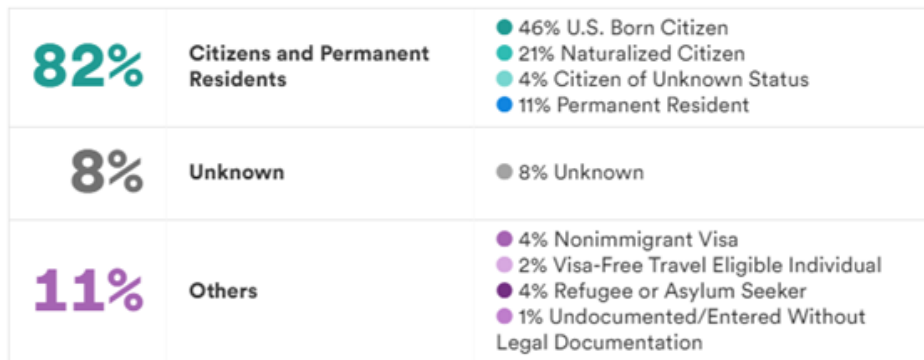 82%
Citizens and Permanent
Residents
46% U.S. Born Citizen
21% Naturalized Citizen
4% Citizen of Unknown Status
11% Permanent Resident
8%
Unknown
8% Unknown
11%
Others
4% Nonimmigrant Visa
2% Visa-Free Travel Eligible Individual
4% Refugee or Asylum Seeker
1% Undocumented/Entered Without
Legal Documentation